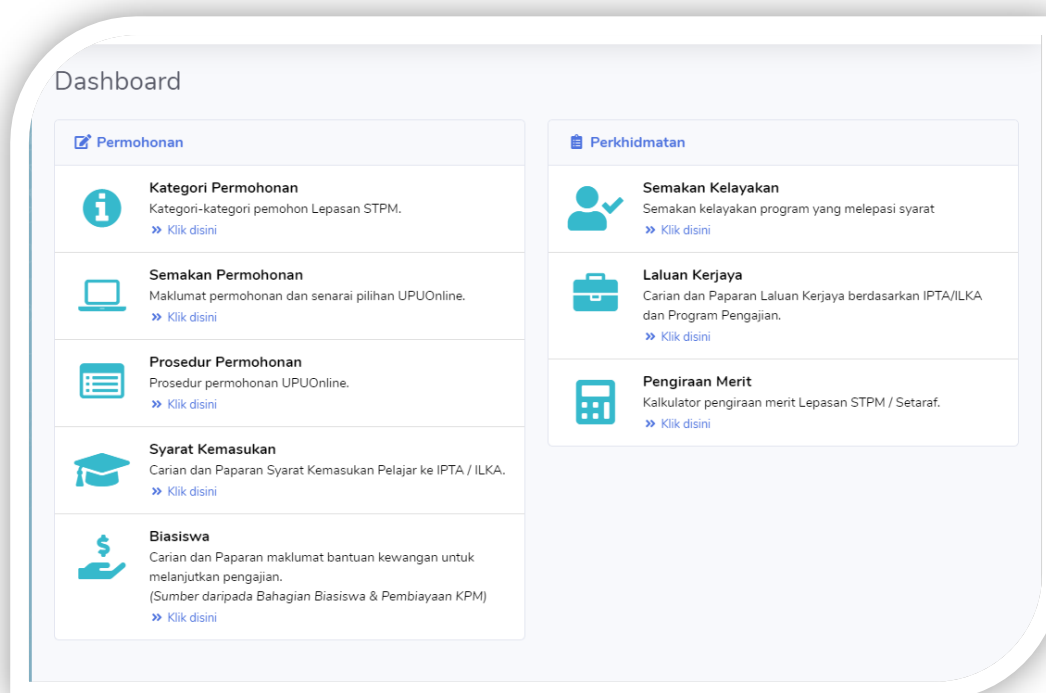 Dashboard
Permohonan
Kategori Permohonan
Kategori-kategori pemohon Lepasan STPM.
» Klik disini
Semakan Permohonan
Maklumat permohonan dan senarai pilihan UPUOnline.
» Klik disini
Prosedur Permohonan
Prosedur permohonan UPUOnline.
» Klik disini
Syarat Kemasukan
Carian dan Paparan Syarat Kemasukan Pelajar ke IPTA / ILKA.
» Klik disini
Biasiswa
Carian dan Paparan maklumat bantuan kewangan untuk
melanjutkan pengajian.
(Sumber daripada Bahagian Biasiswa & Pembiayaan KPM)
» Klik disini
Perkhidmatan
Semakan Kelayakan
Semakan kelayakan program yang melepasi syarat
» Klik disini
Laluan Kerjaya
Carian dan Paparan Laluan Kerjaya berdasarkan IPTA/ILKA
dan Program Pengajian.
» Klik disini
Pengiraan Merit
Kalkulator pengiraan merit Lepasan STPM / Setaraf.
» Klik disini